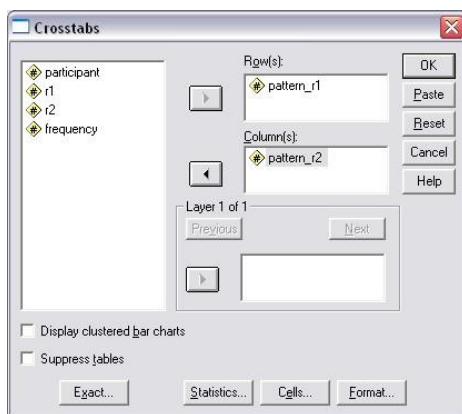 Crosstabs
participant
r1
r2
frequency
Row(s):
pattern_r1
Column(s):
pattern_r2
Layer 1 of 1
Previous
Next
OK
Paste
Reset
Cancel
Help
Display clustered bar charts
Suppress tables
Exact...
Statistics...
Cells...
Format...